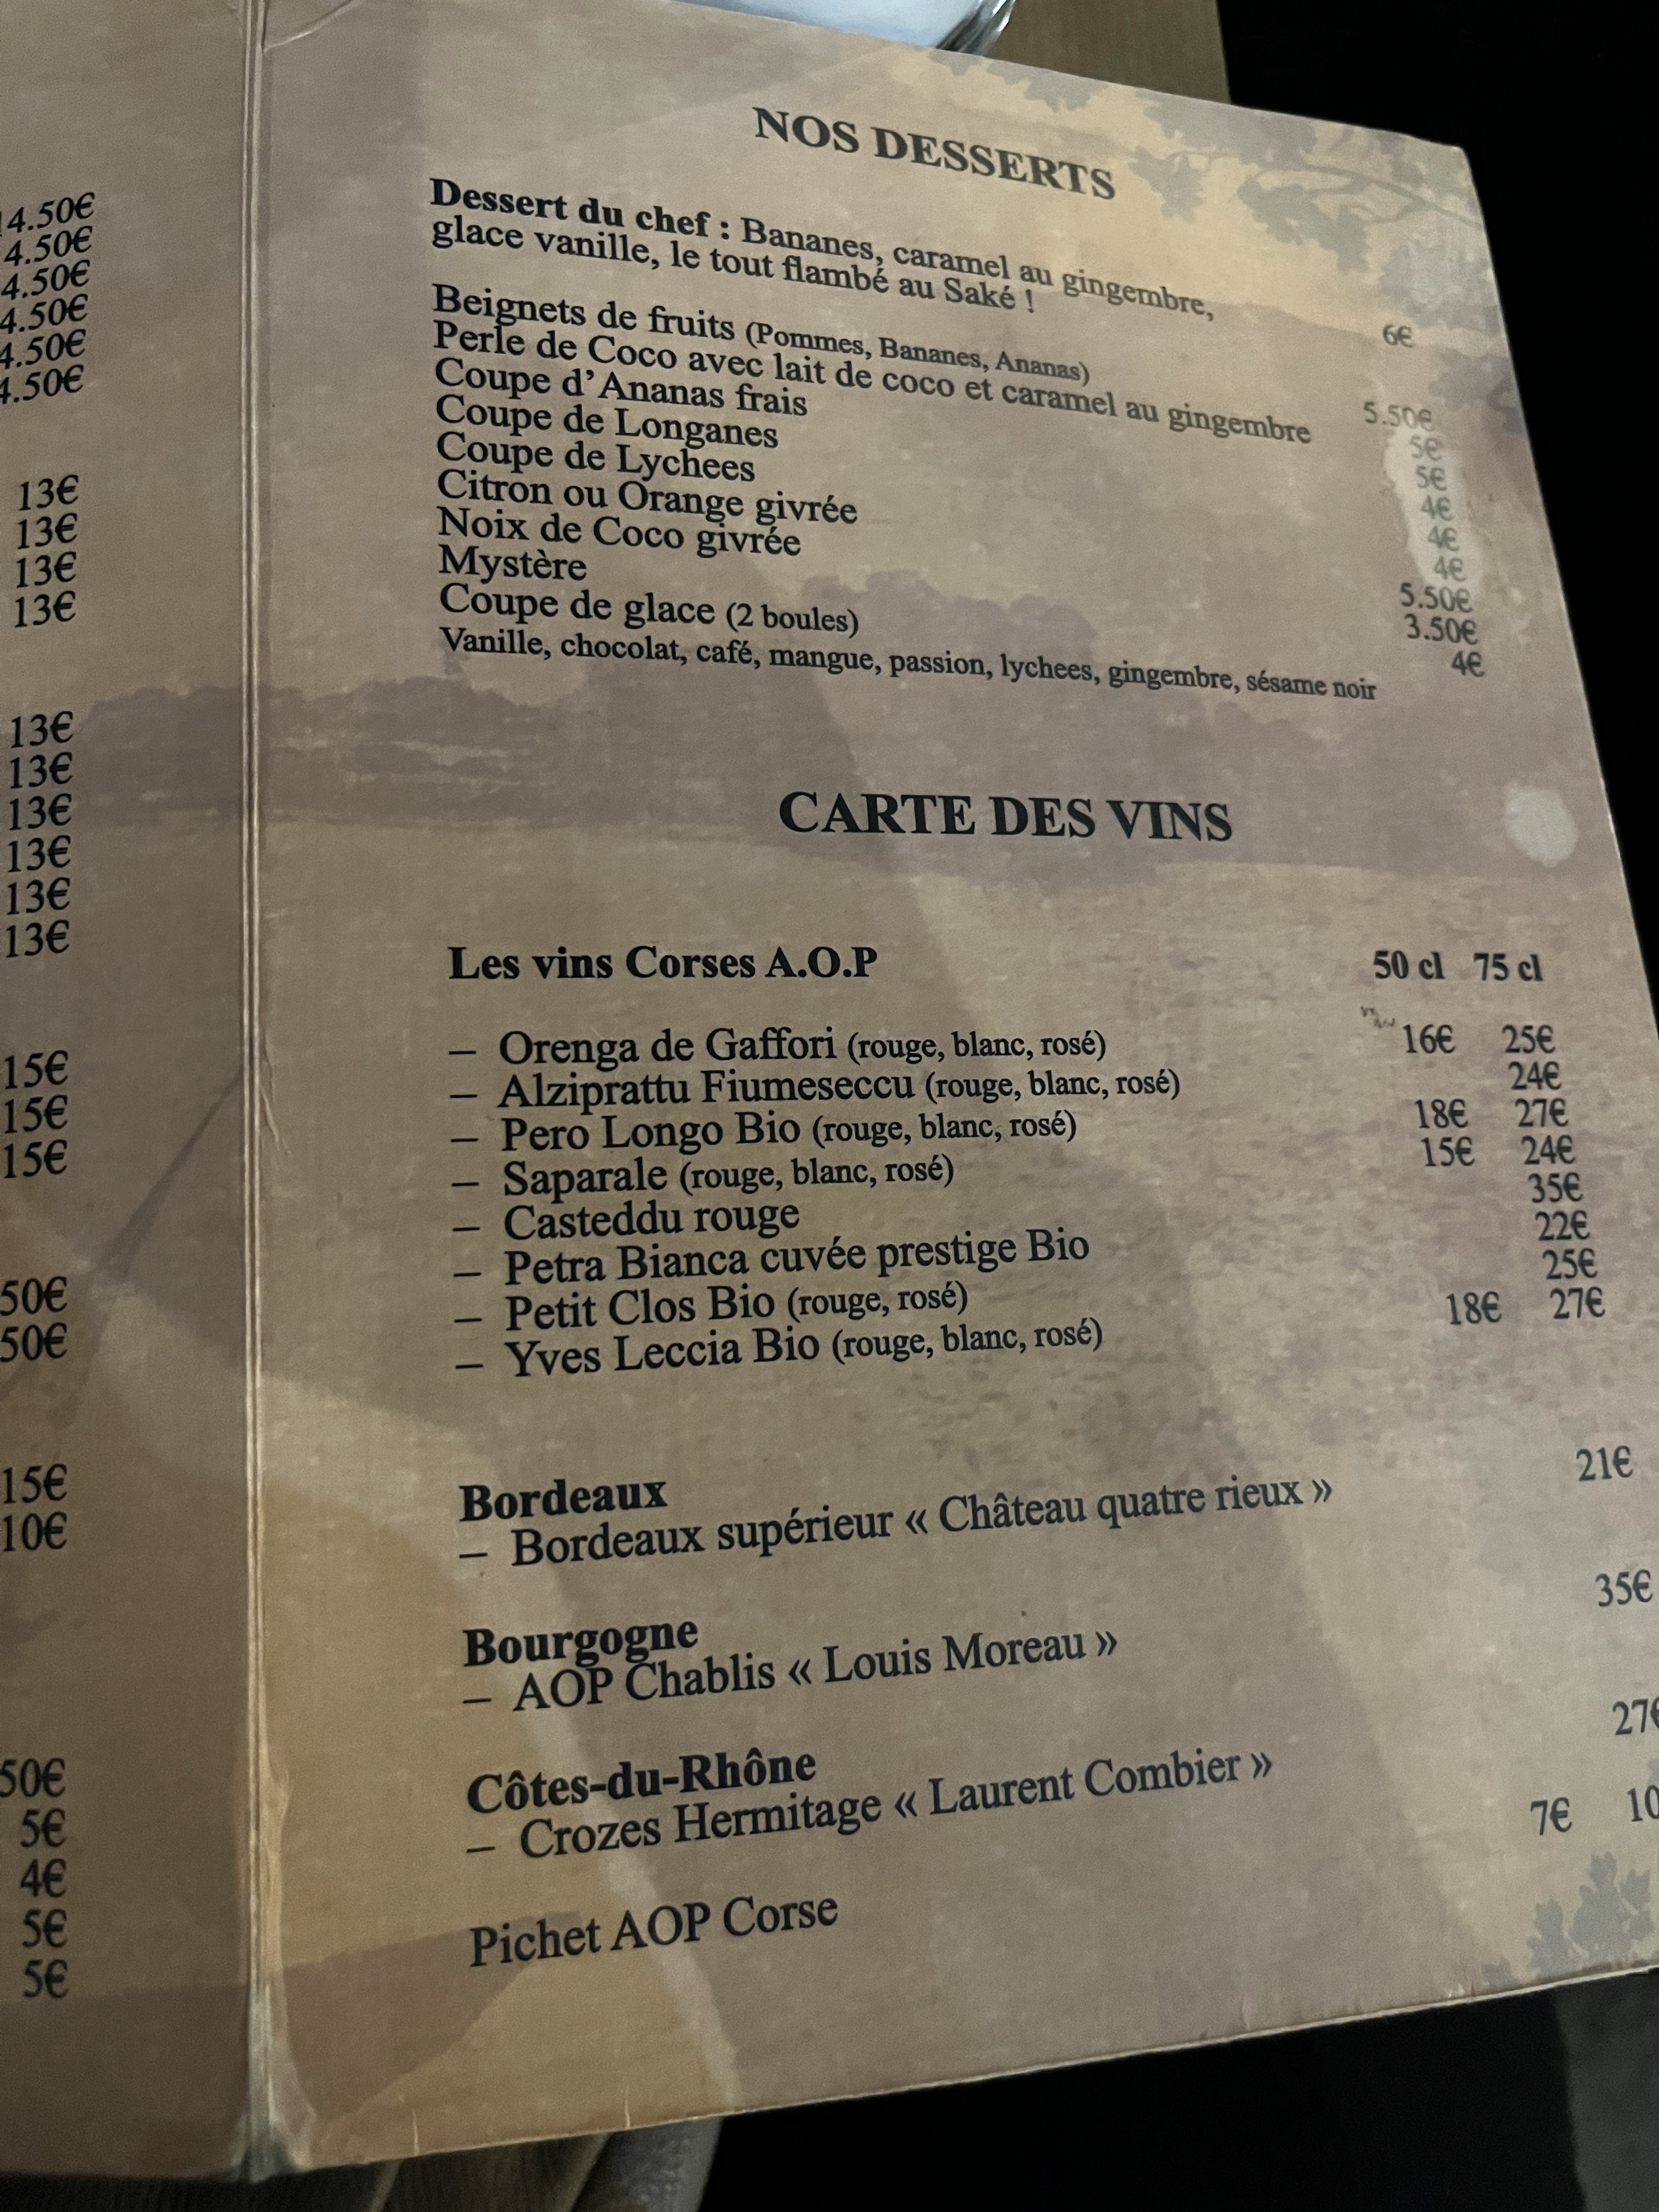 14.50€
4.50€
4.50€
4.50€
4.50€
4.50€
13€
13€
13€
13€
13€
13€
13€
13€
13€
13€
15€
15€
15€
50€
50€
15€
10€
50€
5€
4€
5€
5€
NOS DESSERTS
Dessert du chef : Bananes, caramel au gingembre,
glace vanille, le tout flambé au Saké ! 6€
Beignets de fruits (Pommes, Bananes, Ananas) 5.50€
Perle de Coco avec lait de coco et caramel au gingembre 5€
Coupe d'Ananas frais 5€
Coupe de Longanes 4€
Coupe de Lychees 4€
Citron ou Orange givrée 4€
Noix de Coco givrée 5.50€
Mystère 3.50€
Coupe de glace (2 boules) 4€
Vanille, chocolat, café, mangue, passion, lychees, gingembre, sésame noir
CARTE DES VINS
Les vins Corses A.O.P 50 cl 75 cl
– Orenga de Gaffori (rouge, blanc, rosé) 16€ 25€
– Alziprattu Fiumeseccu (rouge, blanc, rosé) 24€
– Pero Longo Bio (rouge, blanc, rosé) 18€ 27€
– Saparale (rouge, blanc, rosé) 15€ 24€
– Casteddu rouge 35€
– Petra Bianca cuvée prestige Bio 22€
– Petit Clos Bio (rouge, rosé) 25€
– Yves Leccia Bio (rouge, blanc, rosé) 18€ 27€
Bordeaux
– Bordeaux supérieur « Château quatre rieux » 21€
Bourgogne
– AOP Chablis « Louis Moreau » 35€
Côtes-du-Rhône
– Crozes Hermitage « Laurent Combier » 27€
Pichet AOP Corse 7€ 10